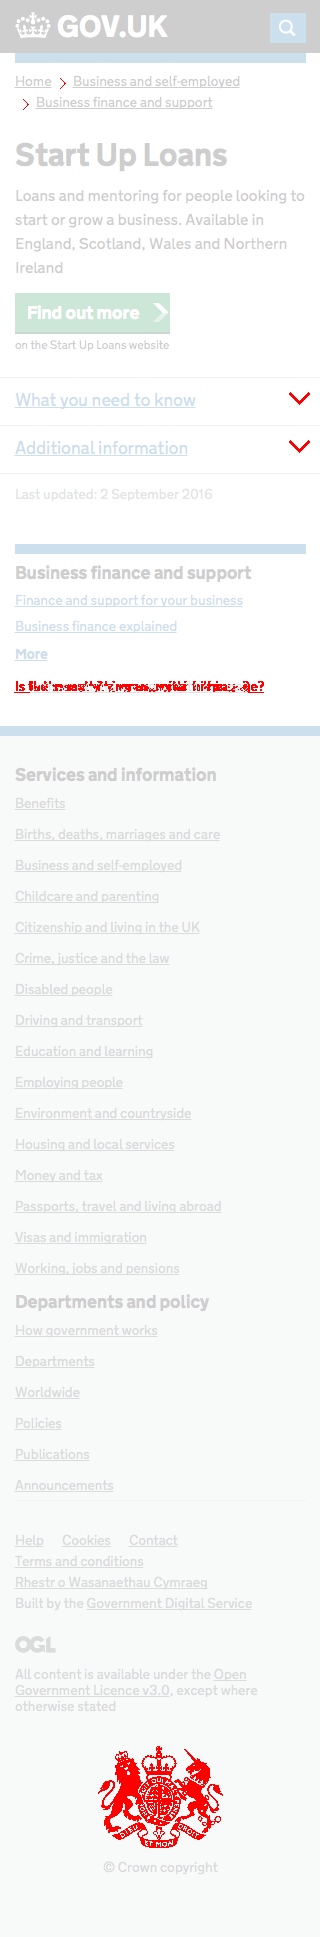 GOV.UK
Home > Business and self-employed
> Business finance and support
Start Up Loans
Loans and mentoring for people looking to
start or grow a business. Available in
England, Scotland, Wales and Northern
Ireland
Find out more
on the Start Up Loans website
What you need to know
Additional information
Last updated: 2 September 2016
Business finance and support
Finance and support for your business
Business finance explained
More
Services and information
Benefits
Births, deaths, marriages and care
Business and self-employed
Childcare and parenting
Citizenship and living in the UK
Crime, justice and the law
Disabled people
Driving and transport
Education and learning
Employing people
Environment and countryside
Housing and local services
Money and tax
Passports, travel and living abroad
Visas and immigration
Working, jobs and pensions
Departments and policy
How government works
Departments
Worldwide
Policies
Publications
Announcements
Help Cookies Contact
Terms and conditions
Rhestr o Wasanaethau Cymraeg
Built by the Government Digital Service
OGL
All content is available under the Open
Government Licence v3.0, except where
otherwise stated
© Crown copyright